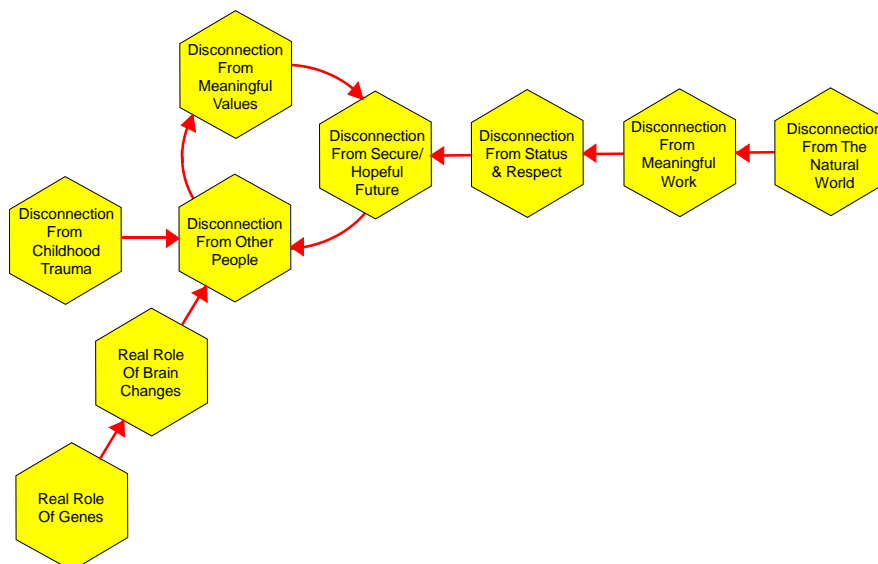 Disconnection
From
Meaningful
Values
Disconnection
From Secure/
Hopeful
Future
Disconnection
From Status
& Respect
Disconnection
From
Meaningful
Work
Disconnection
From The
Natural
World
Disconnection
From
Childhood
Trauma
Disconnection
From Other
People
Real Role
Of Brain
Changes
Real Role
Of Genes